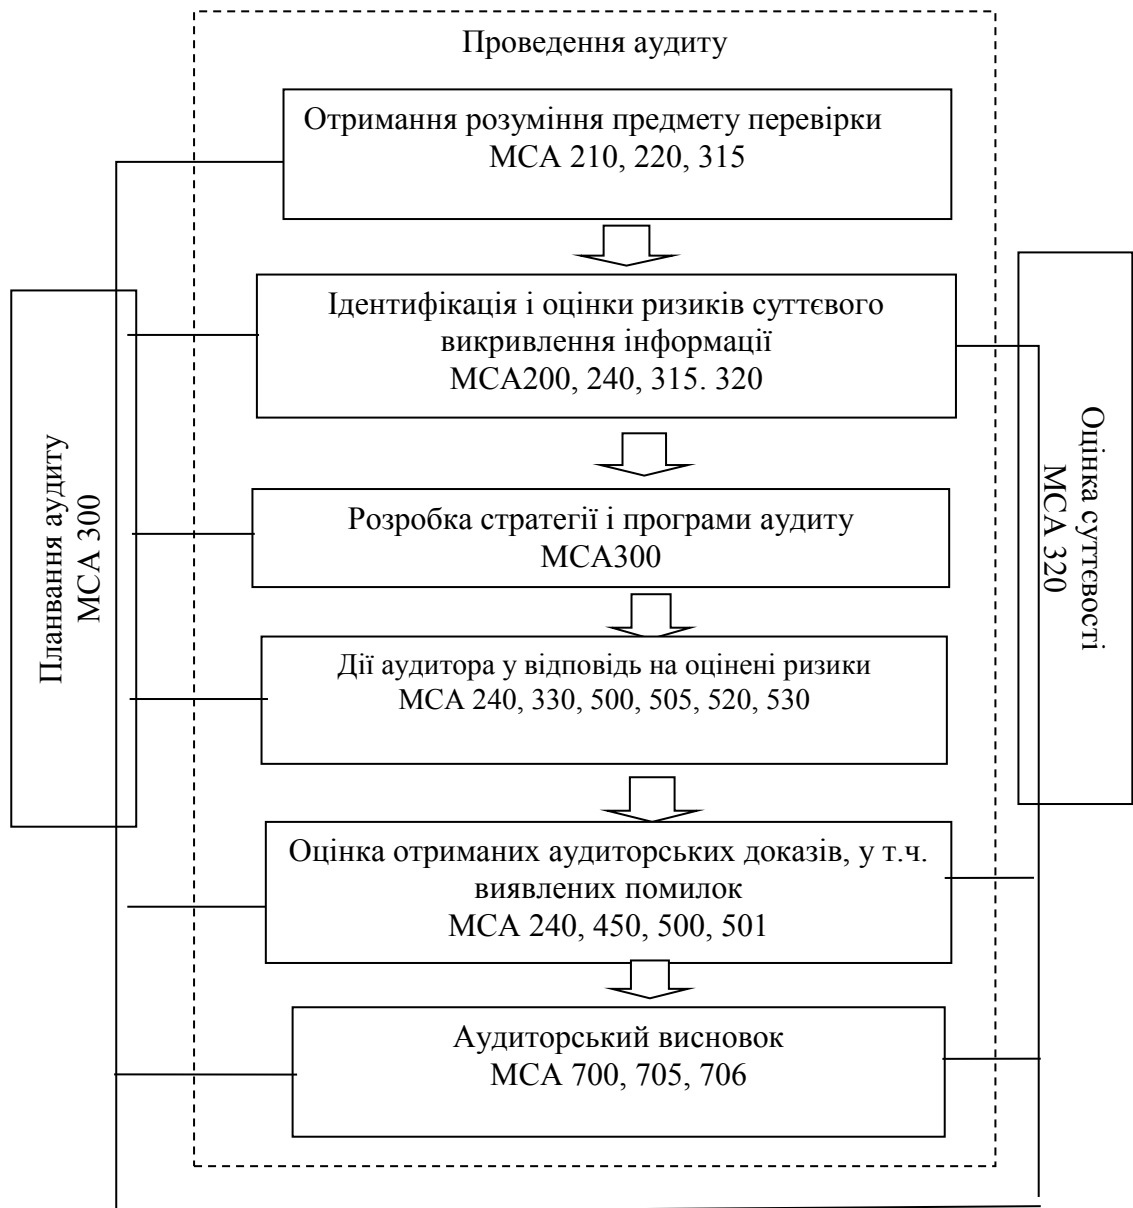 Проведення аудиту
Отримання розуміння предмету перевірки
МСА 210, 220, 315
Ідентифікація і оцінки ризиків суттєвого
викривлення інформації
МСА200, 240, 315. 320
Розробка стратегії і програми аудиту
МСА300
Дії аудитора у відповідь на оцінені ризики
МСА 240, 330, 500, 505, 520, 530
Оцінка отриманих аудиторських доказів, у т.ч.
виявлених помилок
МСА 240, 450, 500, 501
Аудиторський висновок
МСА 700, 705, 706
Планвання аудиту
МСА 300
Оцінка суттєвості
МСА 320